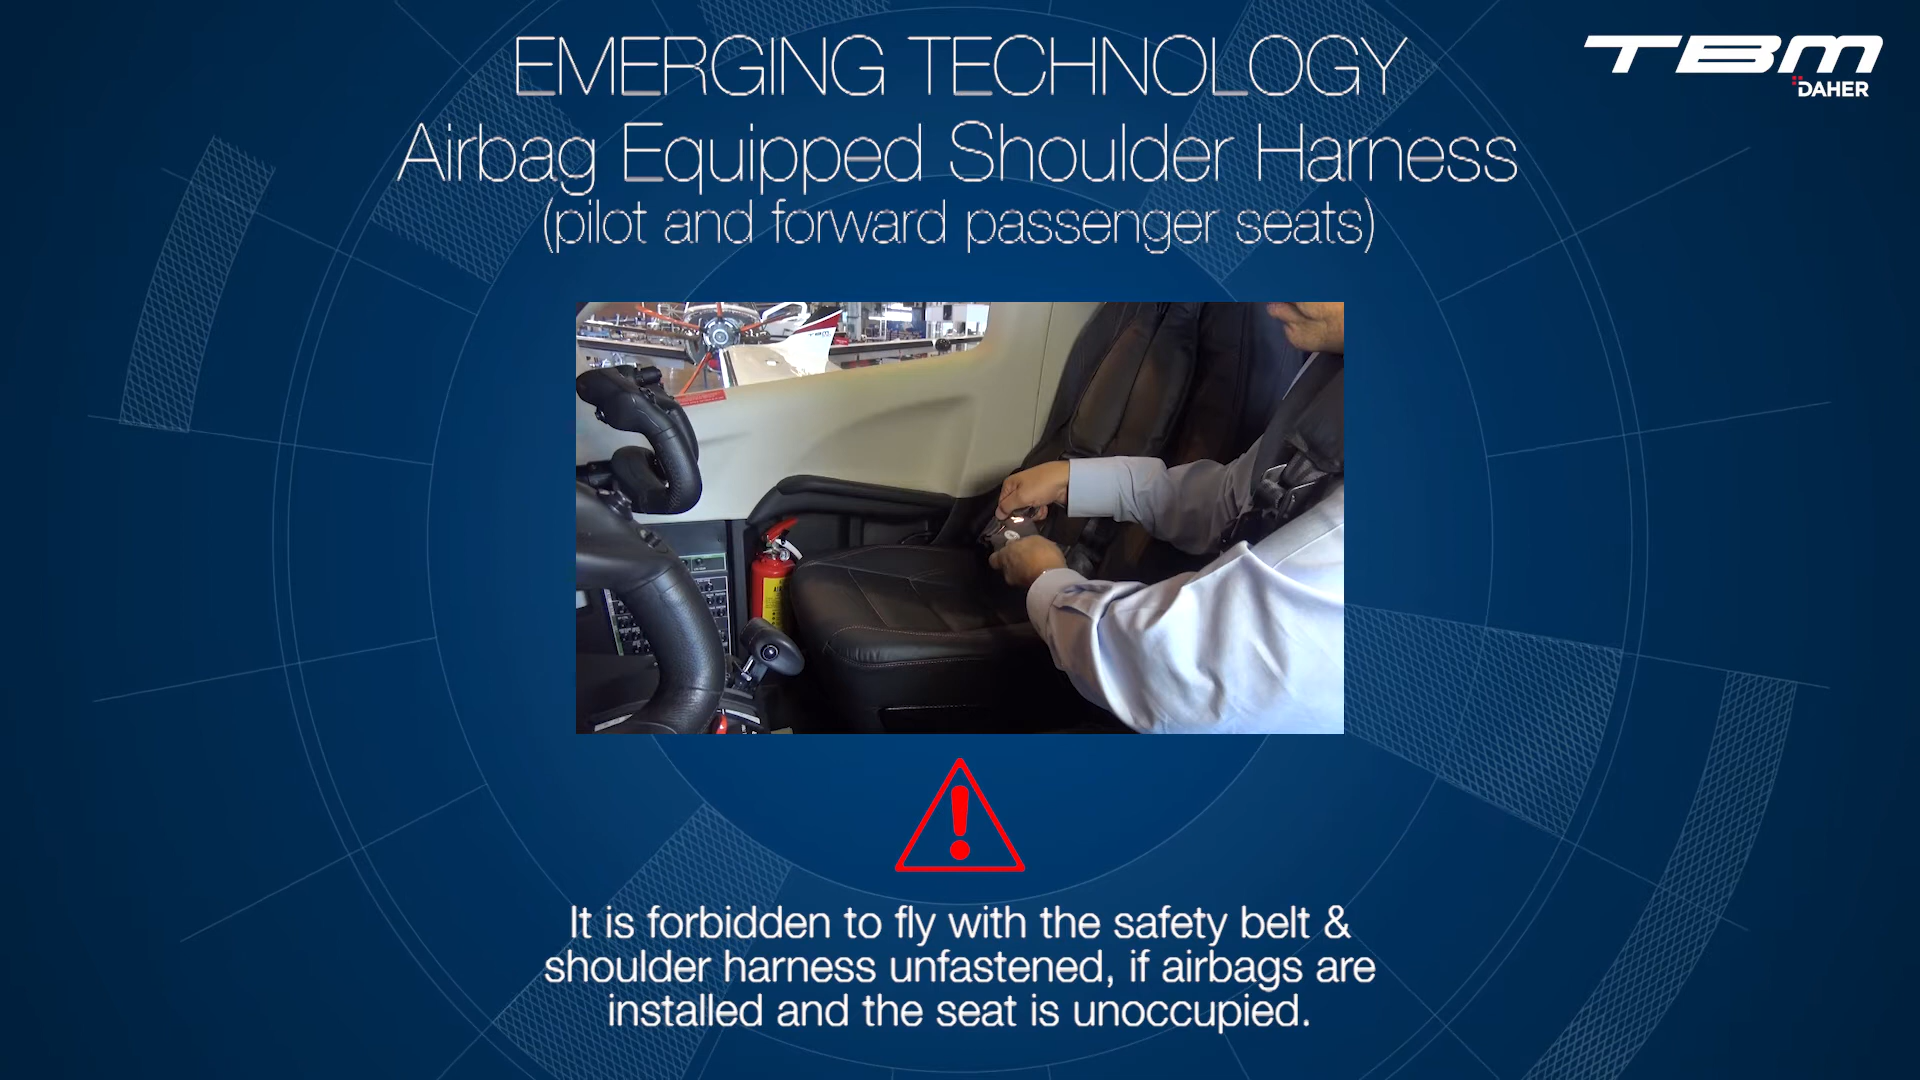 EMERGING TECHNOLOGY
TBM
DAHER
Airbag Equipped Shoulder Harness
(pilot and forward passenger seats)
It is forbidden to fly with the safety belt &
shoulder harness unfastened, if airbags are
installed and the seat is unoccupied.